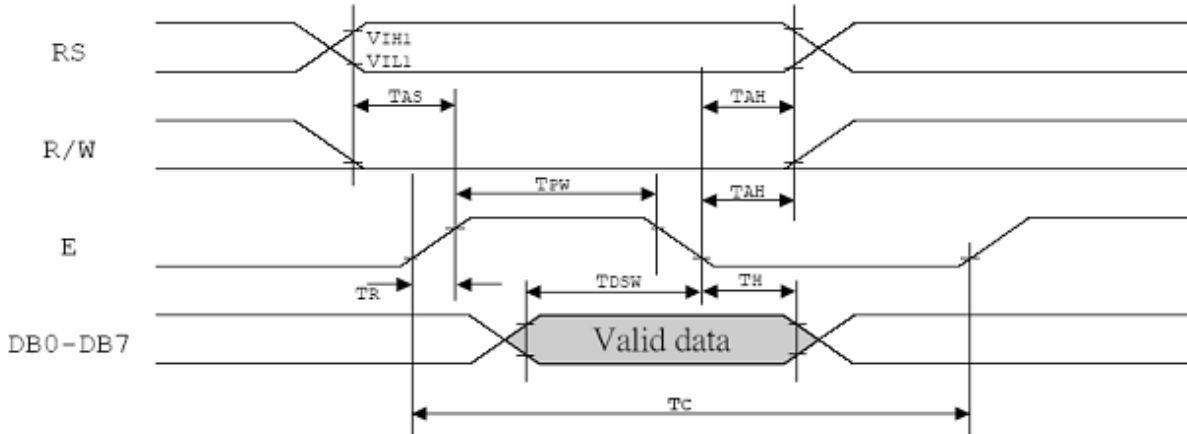 RS
VIH1
VIL1
TAS
TAH
R/W
TPW
TAH
E
TR
TDSW
TH
DB0-DB7
Valid data
TC